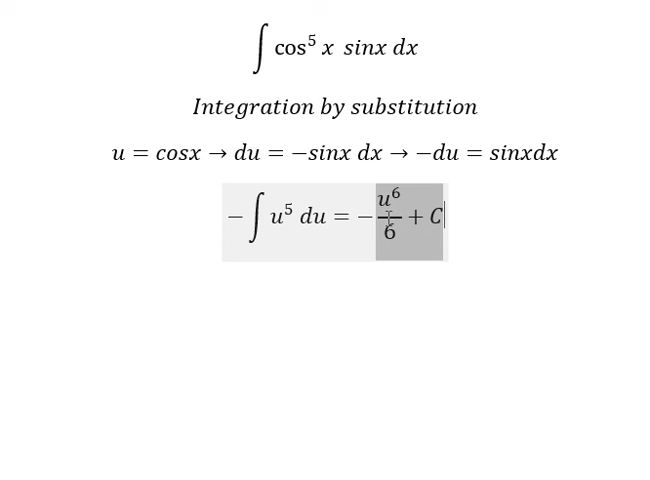 ∫ cos⁵ x sinx dx
Integration by substitution
u = cosx → du = −sinx dx → −du = sinxdx
− ∫ u⁵ du = − u⁶/6 + C